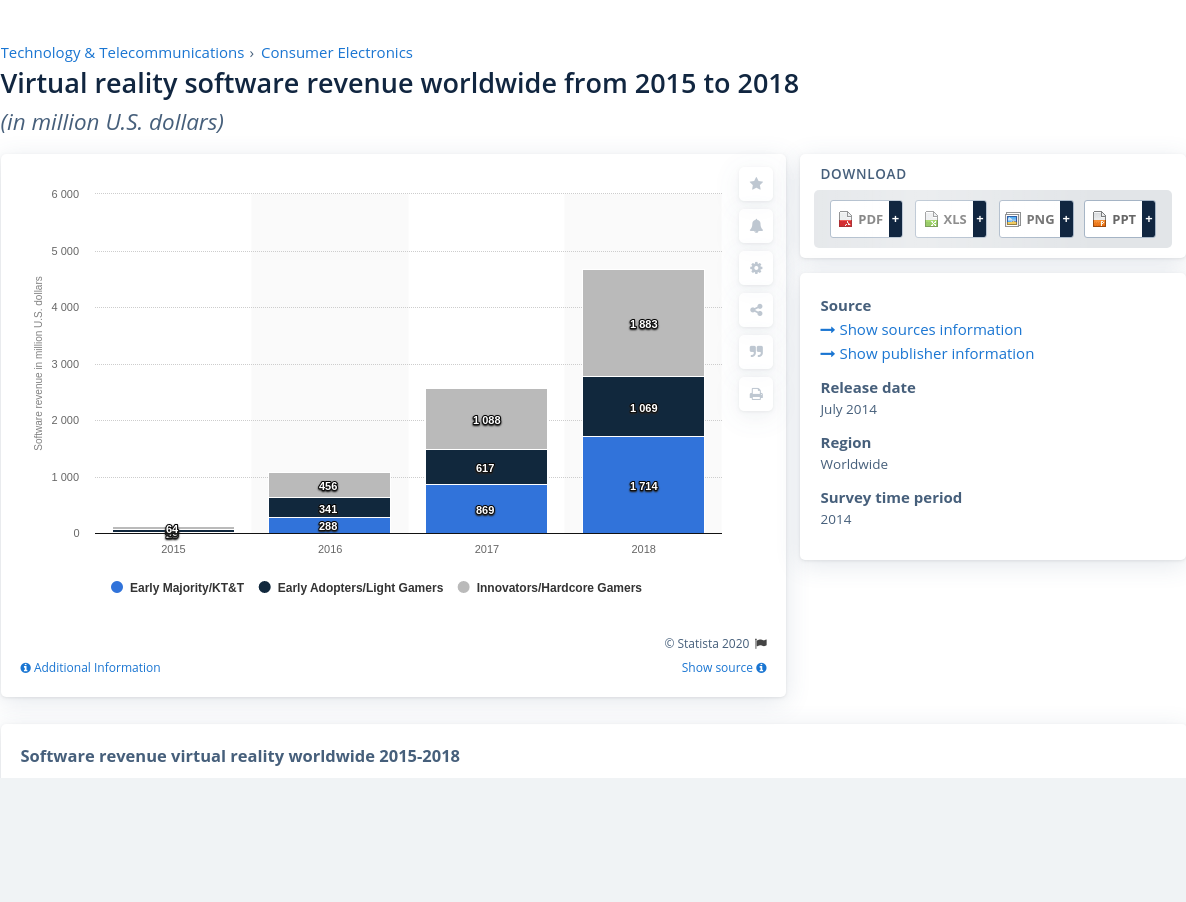 Technology & Telecommunications › Consumer Electronics
Virtual reality software revenue worldwide from 2015 to 2018
(in million U.S. dollars)
Software revenue in million U.S. dollars
6 000
5 000
4 000
3 000
2 000
1 000
0
64
456
341
288
1 088
617
869
1 883
1 069
1 714
2015 2016 2017 2018
Early Majority/KT&T Early Adopters/Light Gamers Innovators/Hardcore Gamers
© Statista 2020
Additional Information Show source
DOWNLOAD
PDF + XLS + PNG + PPT +
Source
Show sources information
Show publisher information
Release date
July 2014
Region
Worldwide
Survey time period
2014
Software revenue virtual reality worldwide 2015-2018